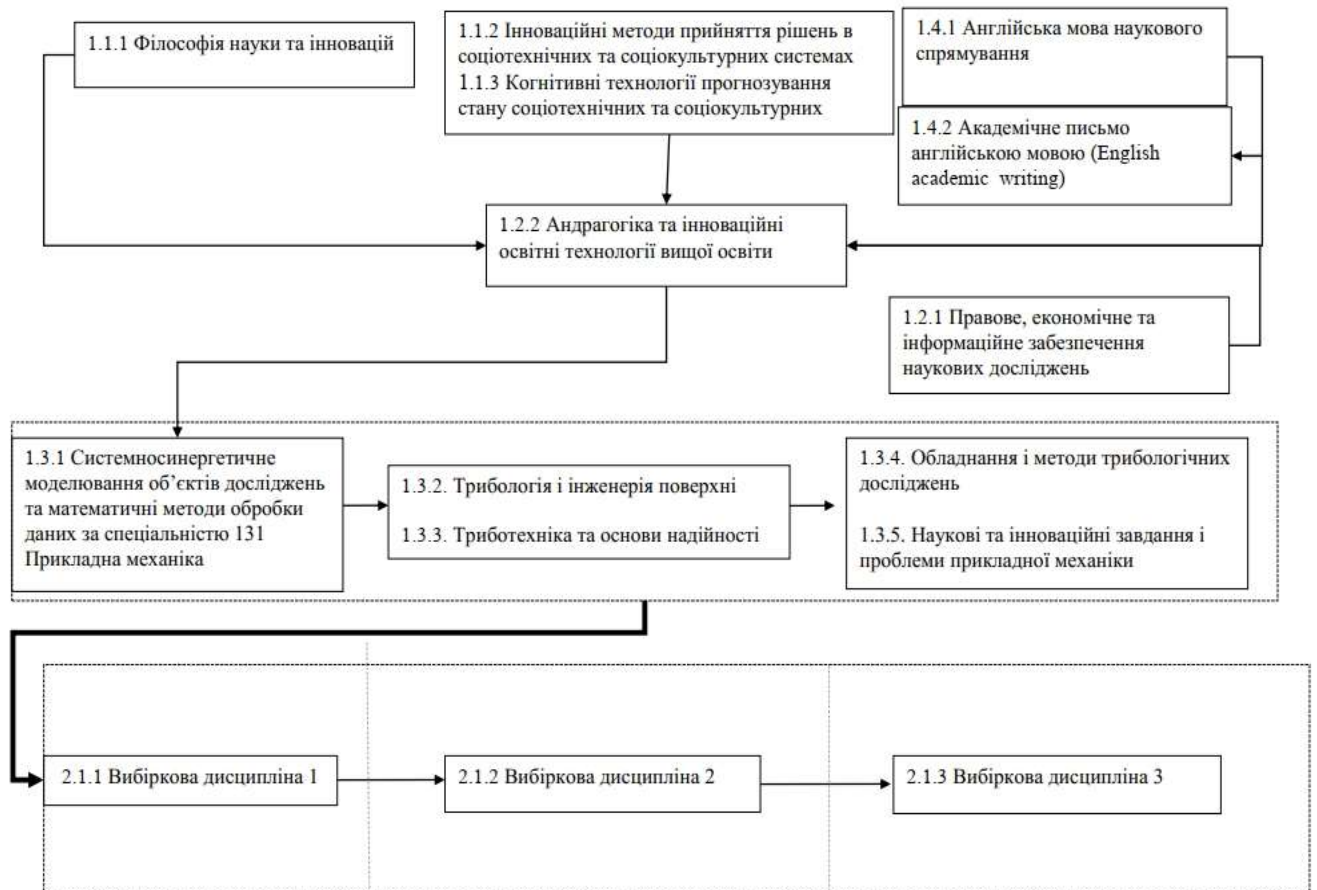 1.1.1 Філософія науки та інновацій
1.1.2 Інноваційні методи прийняття рішень в
соціотехнічних та соціокультурних системах
1.1.3 Когнітивні технології прогнозування
стану соціотехнічних та соціокультурних
1.4.1 Англійська мова наукового
спрямування
1.4.2 Академічне письмо
англійською мовою (English
academic writing)
1.2.2 Андрагогіка та інноваційні
освітні технології вищої освіти
1.2.1 Правове, економічне та
інформаційне забезпечення
наукових досліджень
1.3.1 Системносинергетичне
моделювання об’єктів досліджень
та математичні методи обробки
даних за спеціальністю 131
Прикладна механіка
1.3.2. Трибологія і інженерія поверхні
1.3.3. Триботехніка та основи надійності
1.3.4. Обладнання і методи трибологічних
досліджень
1.3.5. Наукові та інноваційні завдання і
проблеми прикладної механіки
2.1.1 Вибіркова дисципліна 1
2.1.2 Вибіркова дисципліна 2
2.1.3 Вибіркова дисципліна 3